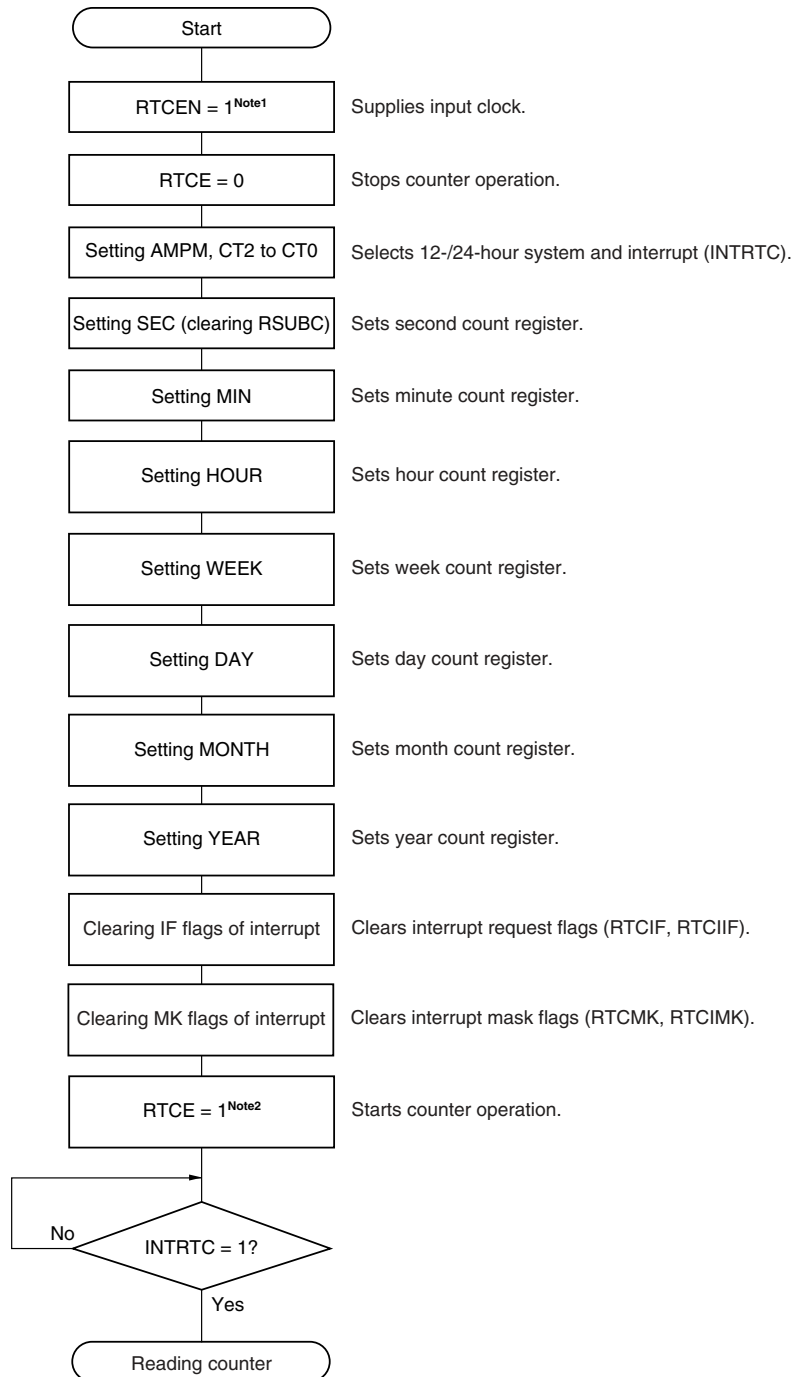 Start
RTCEN = 1Note1 Supplies input clock.
RTCE = 0 Stops counter operation.
Setting AMPM, CT2 to CT0 Selects 12-/24-hour system and interrupt (INTRTC).
Setting SEC (clearing RSUBC) Sets second count register.
Setting MIN Sets minute count register.
Setting HOUR Sets hour count register.
Setting WEEK Sets week count register.
Setting DAY Sets day count register.
Setting MONTH Sets month count register.
Setting YEAR Sets year count register.
Clearing IF flags of interrupt Clears interrupt request flags (RTCIF, RTCIIF).
Clearing MK flags of interrupt Clears interrupt mask flags (RTCMK, RTCIMK).
RTCE = 1Note2 Starts counter operation.
No INTRTC = 1?
Yes
Reading counter